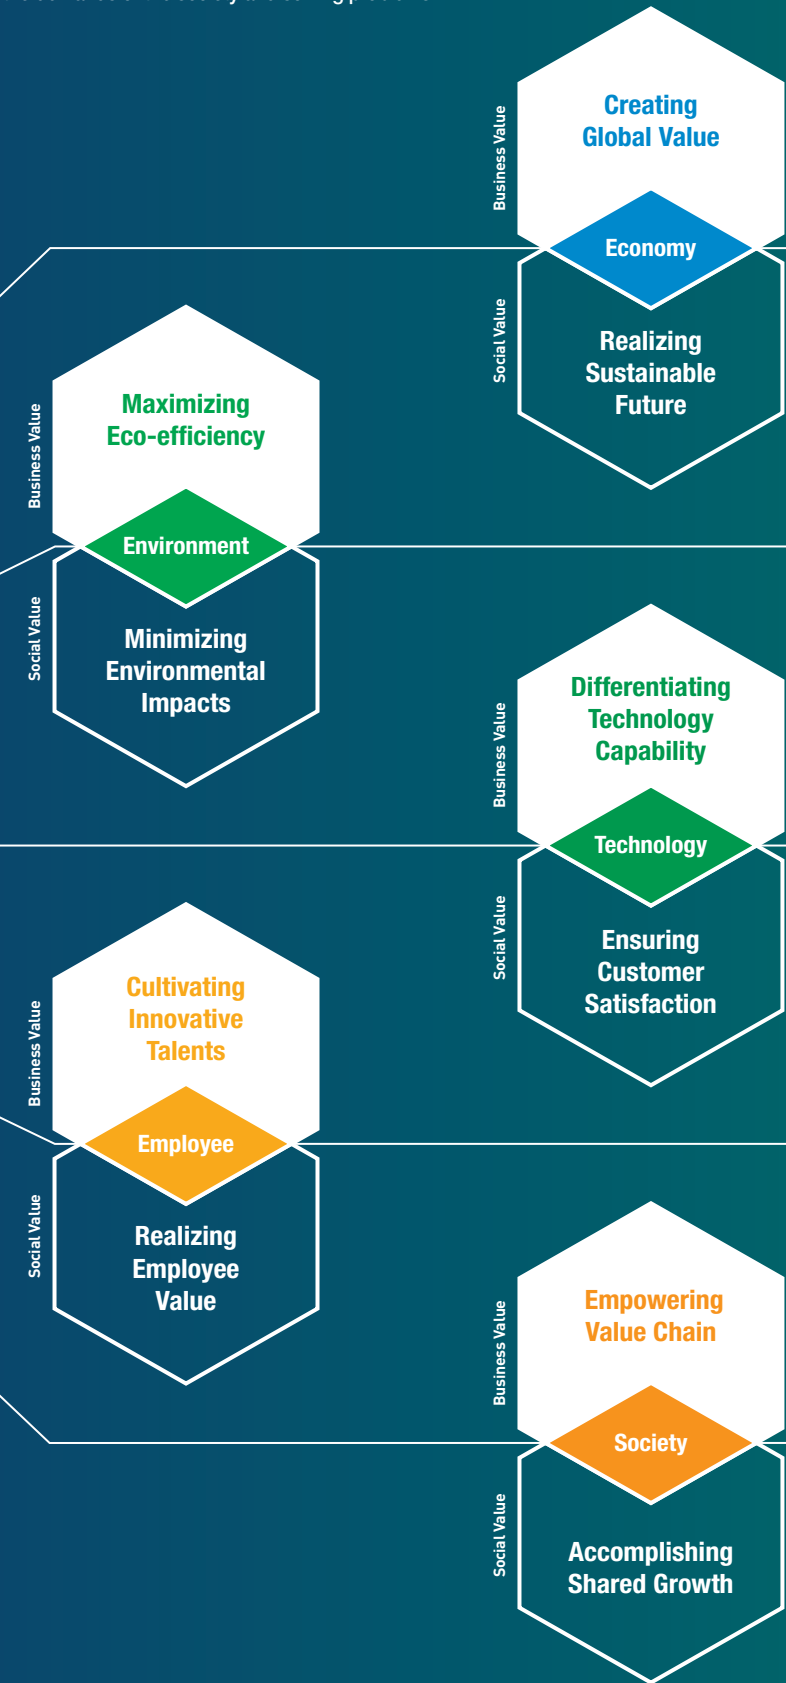 Business Value
Creating
Global Value
Economy
Social Value
Realizing
Sustainable
Future
Business Value
Maximizing
Eco-efficiency
Environment
Social Value
Minimizing
Environmental
Impacts
Business Value
Differentiating
Technology
Capability
Technology
Social Value
Ensuring
Customer
Satisfaction
Business Value
Cultivating
Innovative
Talents
Employee
Social Value
Realizing
Employee
Value
Business Value
Empowering
Value Chain
Society
Social Value
Accomplishing
Shared Growth